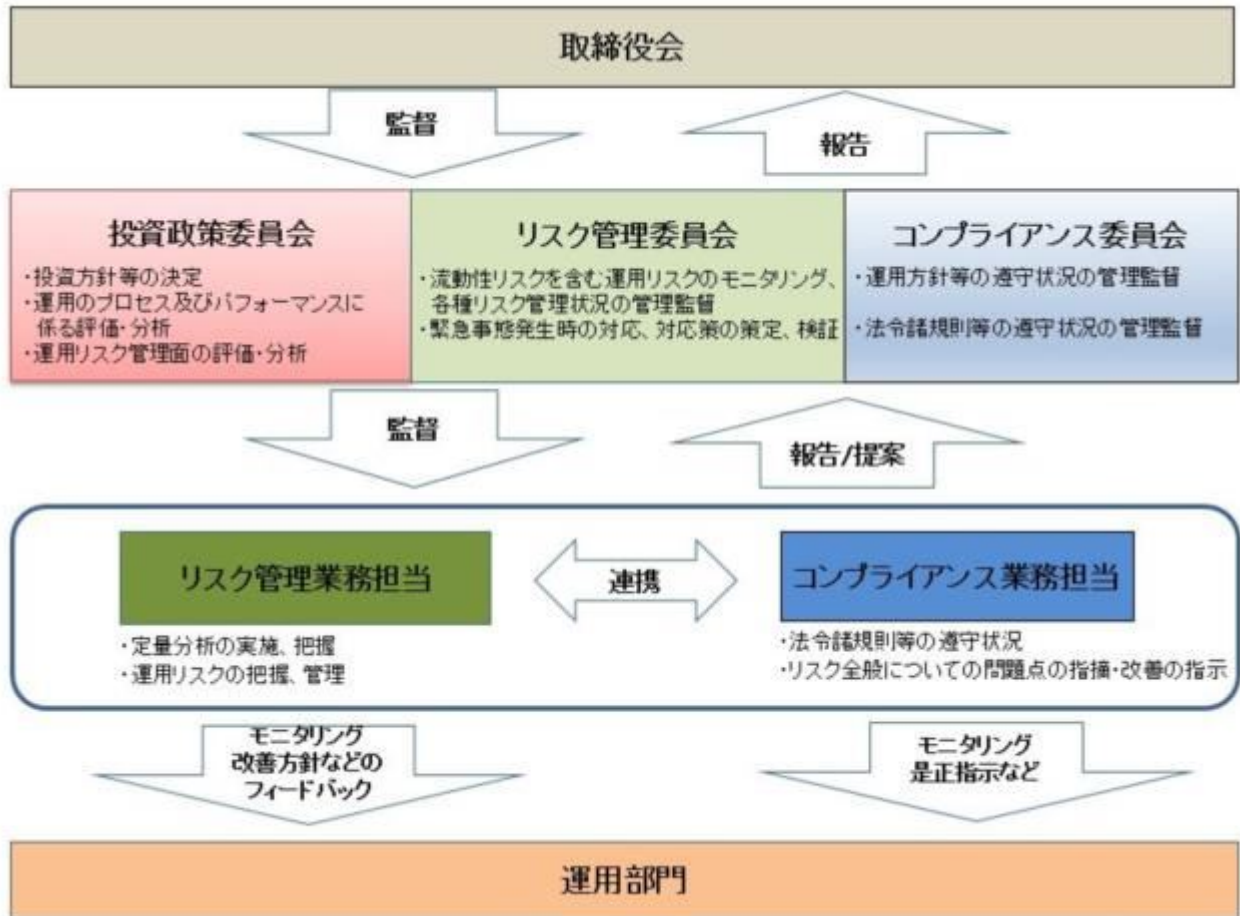 取締役会
監督
報告
投資政策委員会
・投資方針等の決定
・運用のプロセス及びパフォーマンスに
係る評価・分析
・運用リスク管理面の評価・分析
リスク管理委員会
・流動性リスクを含む運用リスクのモニタリング、
各種リスク管理状況の管理監督
・緊急事態発生時の対応、対応策の策定、検証
コンプライアンス委員会
・運用方針等の遵守状況の管理監督
・法令諸規則等の遵守状況の管理監督
監督
報告/提案
リスク管理業務担当
・定量分析の実施、把握
・運用リスクの把握、管理
連携
コンプライアンス業務担当
・法令諸規則等の遵守状況
・リスク全般についての問題点の指摘・改善の指示
モニタリング
改善方針などの
フィードバック
モニタリング
是正指示など
運用部門